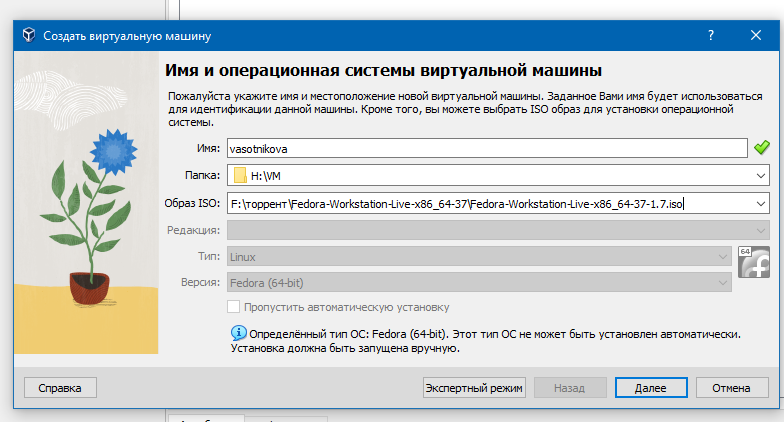 Создать виртуальную машину
Имя и операционная системы виртуальной машины
Пожалуйста укажите имя и местоположение новой виртуальной машины. Заданное Вами имя будет использоваться
для идентификации данной машины. Кроме того, вы можете выбрать ISO образ для установки операционной
системы.
Имя: vasotnikova
Папка: H:\VM
Образ ISO: F:\торрент\Fedora-Workstation-Live-x86_64-37\Fedora-Workstation-Live-x86_64-37-1.7.iso
Редакция:
Тип: Linux
64
Версия: Fedora (64-bit)
Пропустить автоматическую установку
Определённый тип ОС: Fedora (64-bit). Этот тип ОС не может быть установлен автоматически.
Установка должна быть запущена вручную.
Справка Экспертный режим Назад Далее Отмена